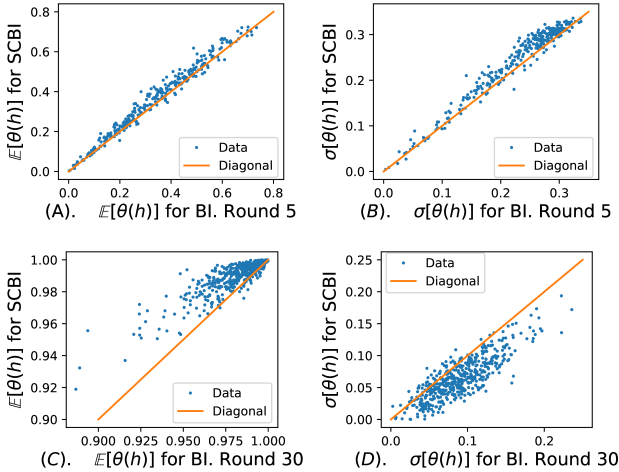 0.8
0.6
0.4
0.2
0.0
𝔼[θ(h)] for SCBI
Data
Diagonal
0.0 0.2 0.4 0.6 0.8
(A). 𝔼[θ(h)] for BI. Round 5
0.3
0.2
0.1
0.0
σ[θ(h)] for SCBI
Data
Diagonal
0.0 0.1 0.2 0.3
(B). σ[θ(h)] for BI. Round 5
1.00
0.98
0.96
0.94
0.92
0.90
𝔼[θ(h)] for SCBI
Data
Diagonal
0.900 0.925 0.950 0.975 1.000
(C). 𝔼[θ(h)] for BI. Round 30
0.25
0.20
0.15
0.10
0.05
0.00
σ[θ(h)] for SCBI
Data
Diagonal
0.0 0.1 0.2
(D). σ[θ(h)] for BI. Round 30